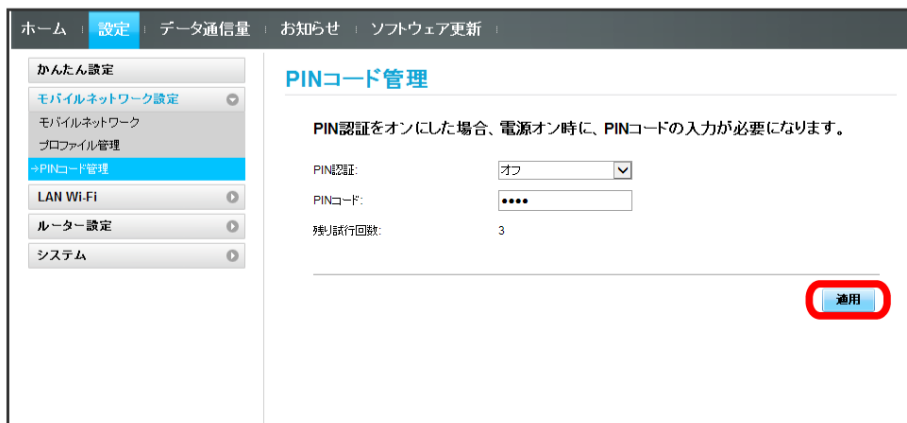 ホーム 設定 データ通信量 お知らせ ソフトウェア更新
かんたん設定
モバイルネットワーク設定
モバイルネットワーク
プロファイル管理
→PINコード管理
LAN Wi-Fi
ルーター設定
システム
PINコード管理
PIN認証をオンにした場合、電源オン時に、PINコードの入力が必要になります。
PIN認証: オフ
PINコード: ••••
残り試行回数: 3
適用